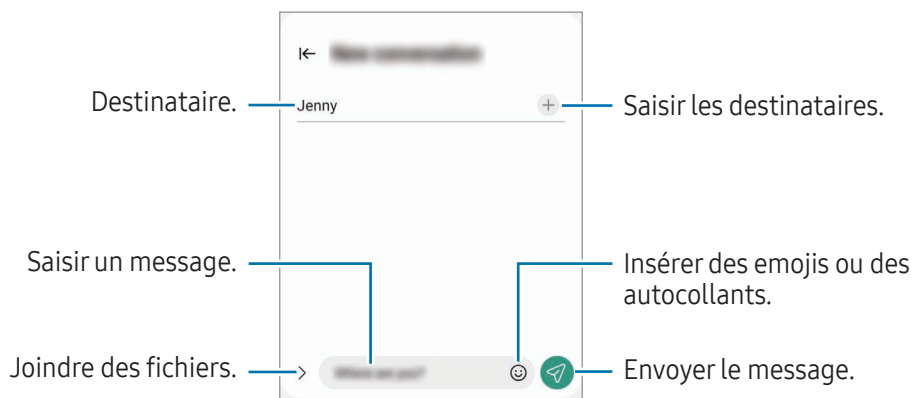 Destinataire.
Jenny
Saisir les destinataires.
Saisir un message.
Insérer des emojis ou des
autocollants.
Joindre des fichiers.
Envoyer le message.